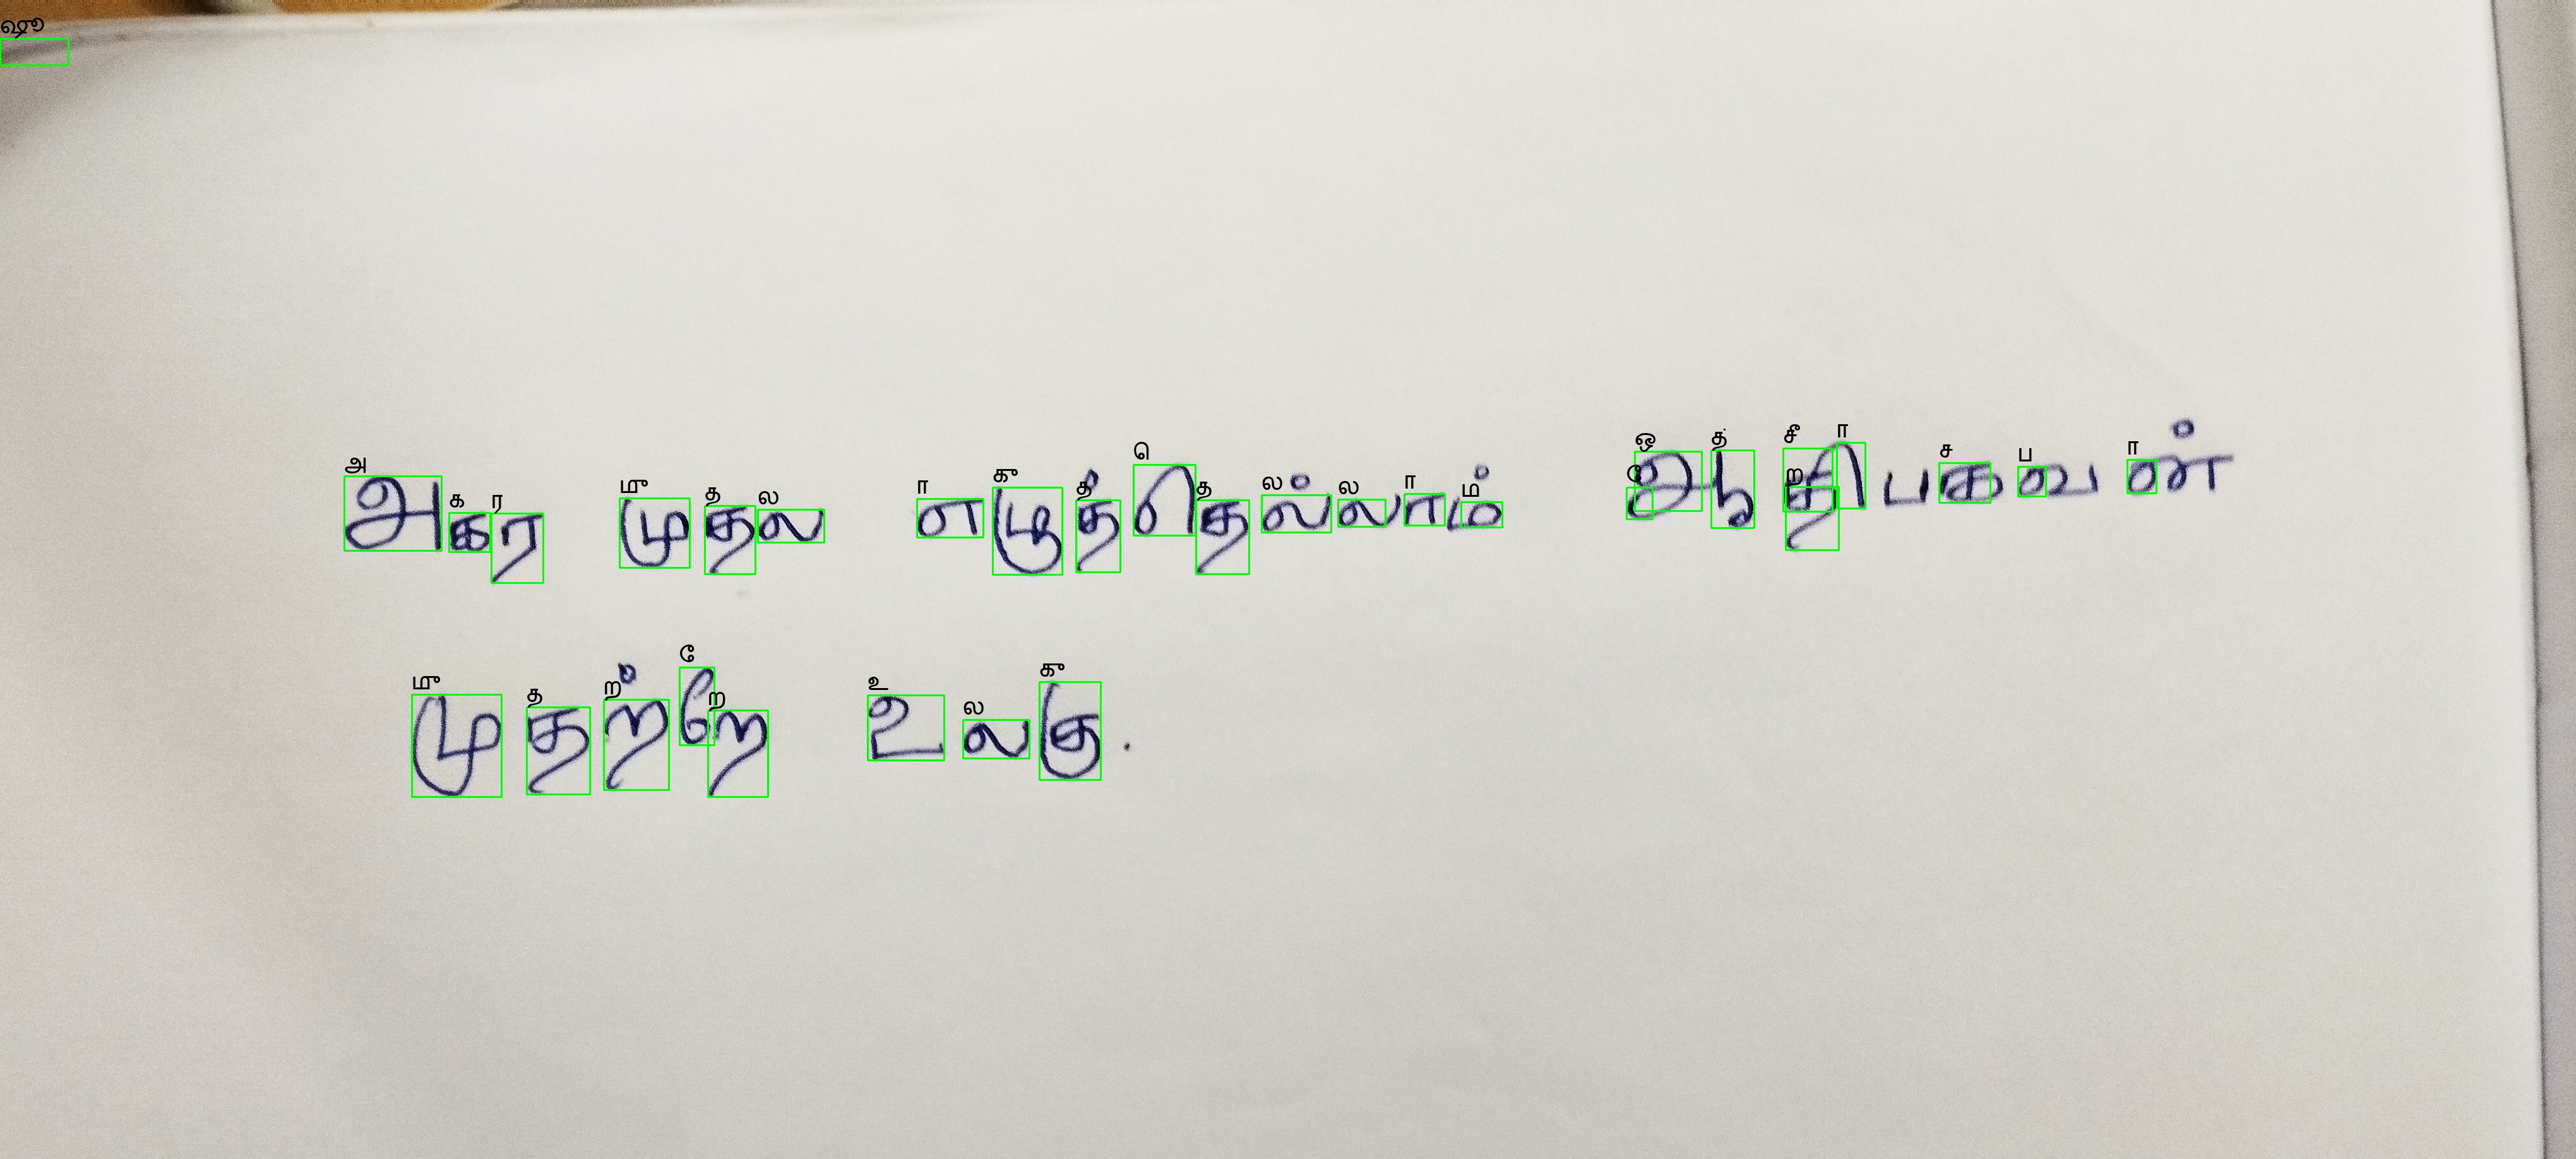 அகர முதல எழுத்தெல்லாம் ஆதிபகவன்
முதற்றே உலகு.